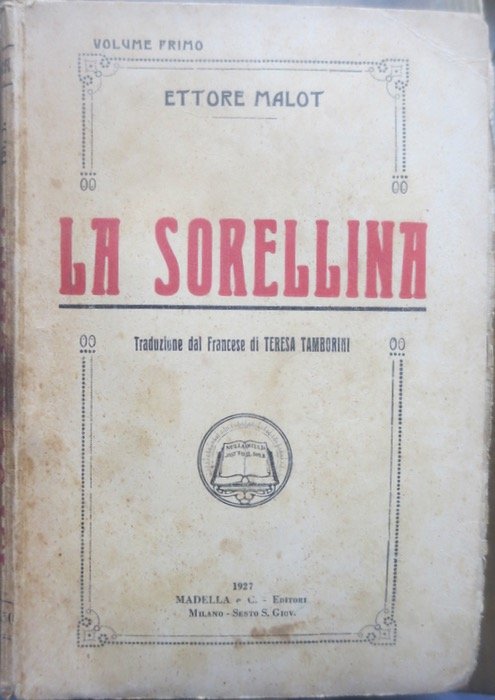 VOLUME PRIMO
ETTORE MALOT
LA SORELLINA
Traduzione dal Francese di TERESA TAMBORINI
1927
MADELLA e C. - EDITORI
MILANO - SESTO S. GIOV.